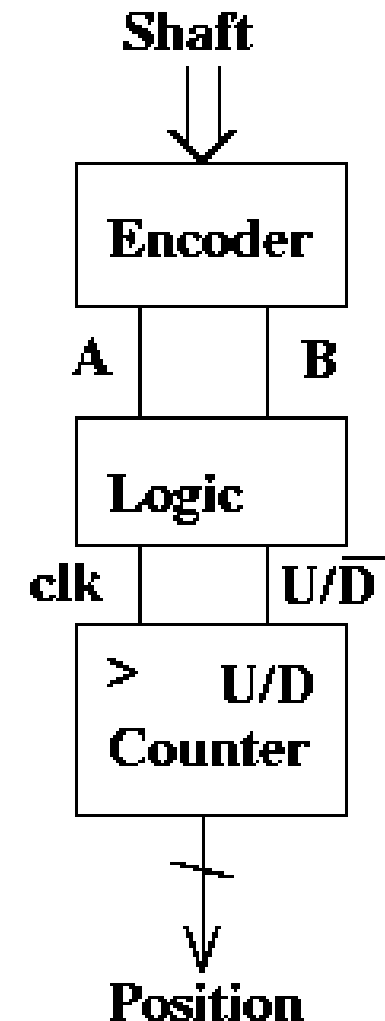 Shaft
Encoder
A B
Logic
clk U/D̅
> U/D
Counter
Position